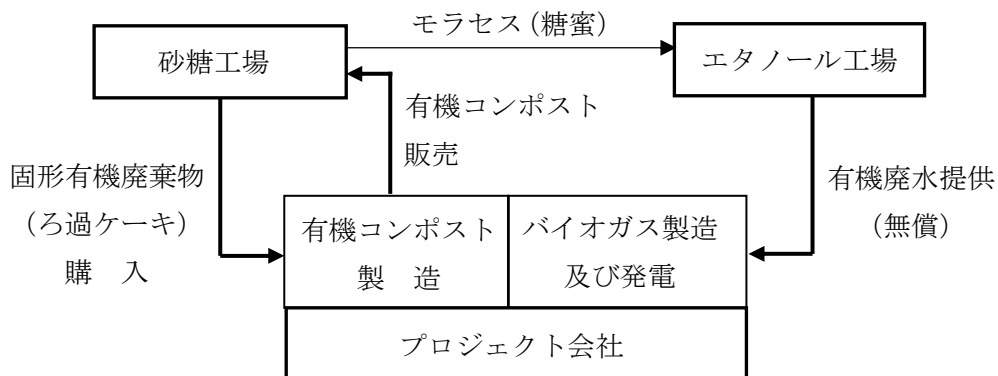 モラセス(糖蜜)
砂糖工場
エタノール工場
有機コンポスト
販売
固形有機廃棄物
(ろ過ケーキ)
購　入
有機廃水提供
(無償)
有機コンポスト
製　造
バイオガス製造
及び発電
プロジェクト会社